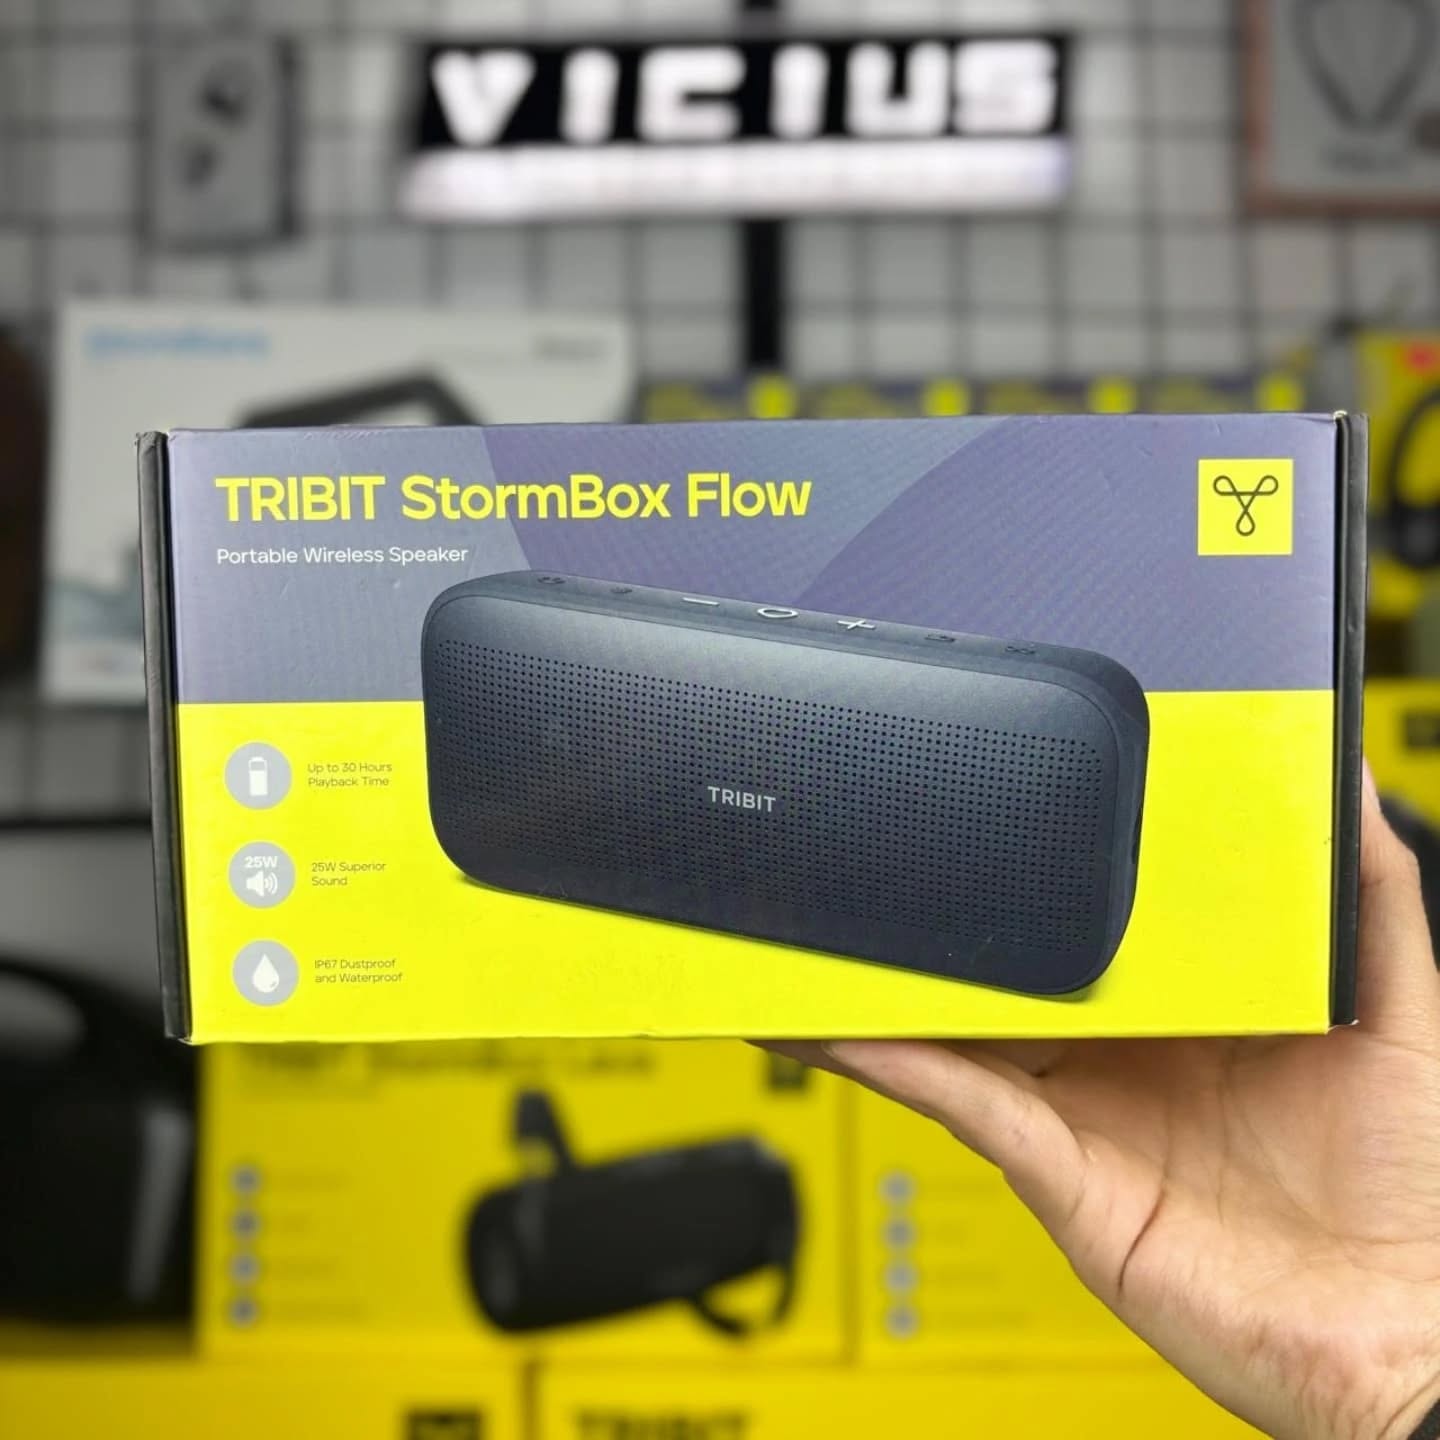 VICIUS
TRIBIT StormBox Flow
Portable Wireless Speaker
TRIBIT
Up to 30 Hours
Playback Time
25W
25W Superior
Sound
IP67 Dustproof
and Waterproof
TRIBIT